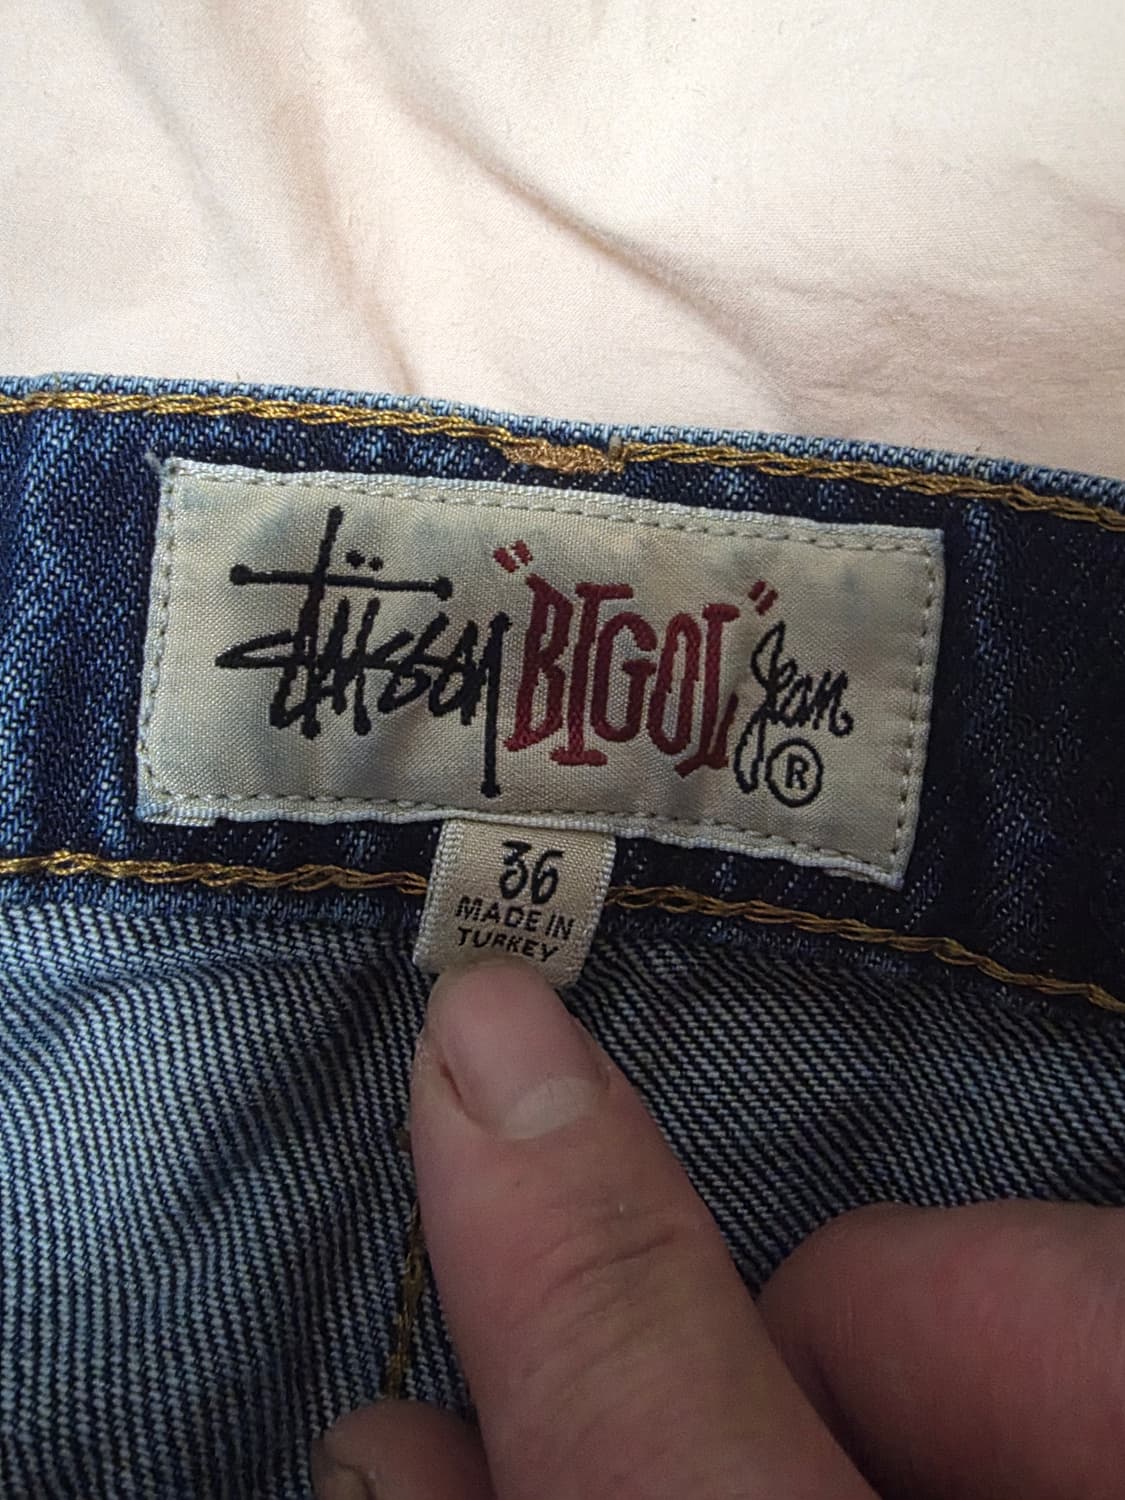 Stüssy "BIGOL" Jean ®
36
MADE IN
TURKEY